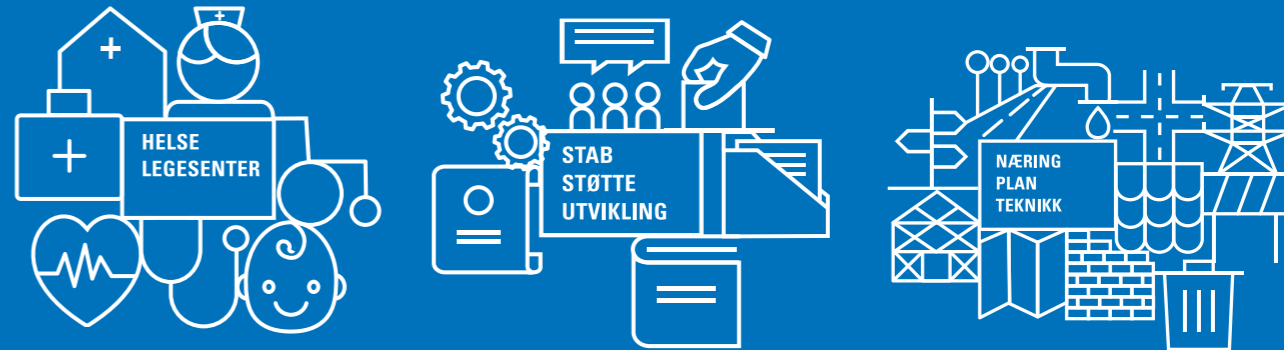 HELSE
LEGESENTER
STAB
STØTTE
UTVIKLING
NÆRING
PLAN
TEKNIKK